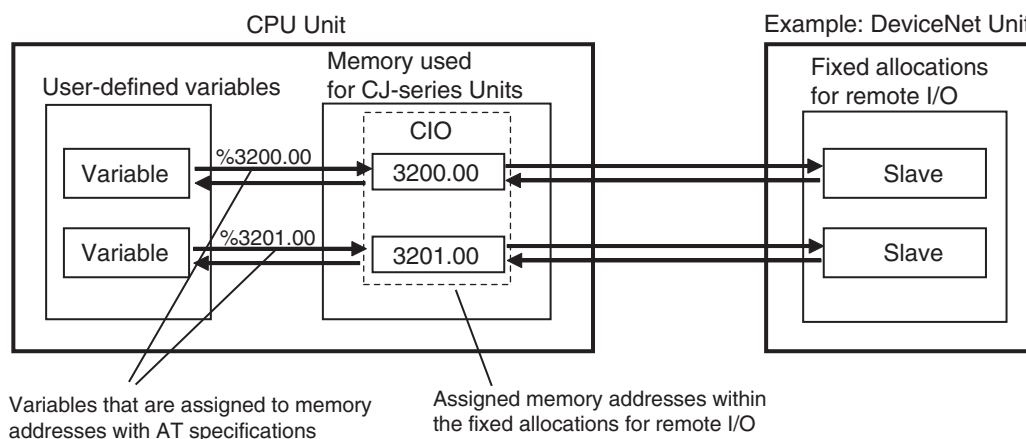 CPU Unit
Example: DeviceNet Unit
User-defined variables
Memory used
for CJ-series Units
Fixed allocations
for remote I/O
CIO
Variable
%3200.00
3200.00
Slave
Variable
%3201.00
3201.00
Slave
Variables that are assigned to memory
addresses with AT specifications
Assigned memory addresses within
the fixed allocations for remote I/O